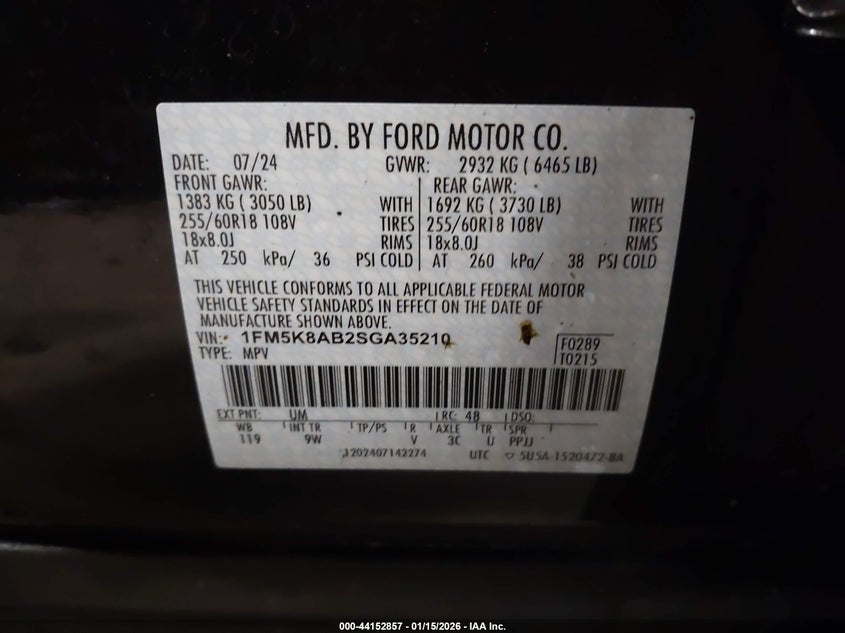 MFD. BY FORD MOTOR CO.
DATE: 07/24 GVWR: 2932 KG ( 6465 LB)
FRONT GAWR: REAR GAWR:
1383 KG ( 3050 LB) WITH 1692 KG ( 3730 LB) WITH
255/60R18 108V TIRES 255/60R18 108V TIRES
18x8.0J RIMS 18x8.0J RIMS
AT 250 kPa/ 36 PSI COLD AT 260 kPa/ 38 PSI COLD
THIS VEHICLE CONFORMS TO ALL APPLICABLE FEDERAL MOTOR
VEHICLE SAFETY STANDARDS IN EFFECT ON THE DATE OF
MANUFACTURE SHOWN ABOVE.
VIN: 1FM5K8AB2SGA35210 F0289
TYPE: MPV T0215
EXT PNT: UM RC: 48 DSO:
WB INT TR TP/PS R AXLE TR SPR
119 9W V 3C U PPJJ
1202407142274 UTC SU5A-1520472-BA
000-44152857 - 01/15/2026 - IAA Inc.